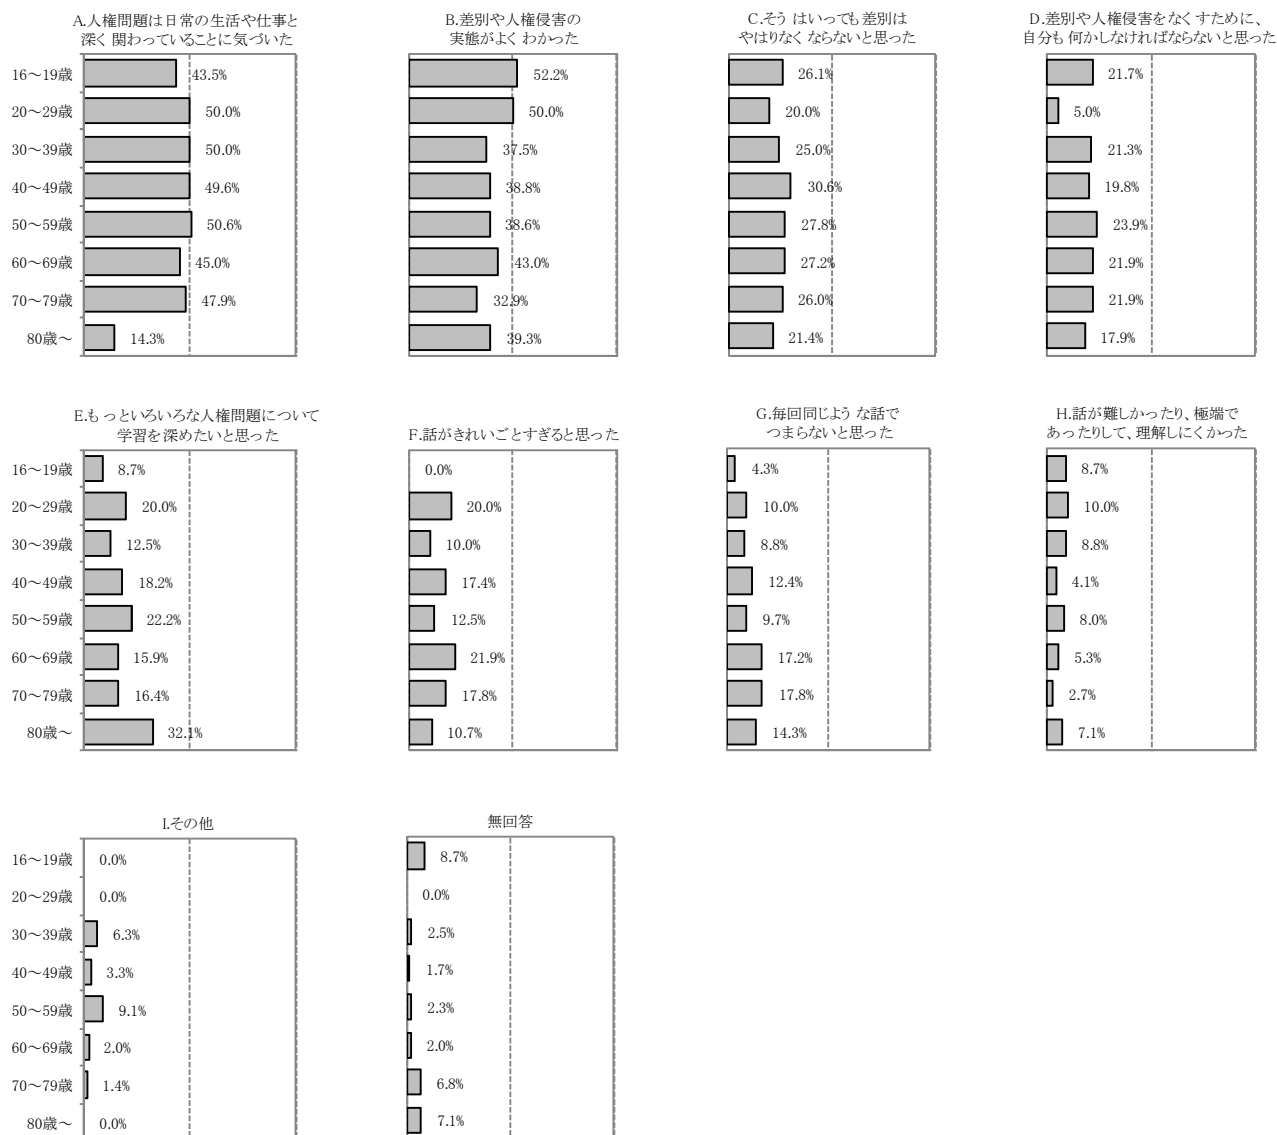 A.人権問題は日常の生活や仕事と
深く関わっていることに気づいた
B.差別や人権侵害の
実態がよくわかった
C.そうはいっても差別は
やはりなくならないと思った
D.差別や人権侵害をなくすために、
自分も何かしなければならないと思った
16～19歳 43.5% 52.2% 26.1% 21.7%
20～29歳 50.0% 50.0% 20.0% 5.0%
30～39歳 50.0% 37.5% 25.0% 21.3%
40～49歳 49.6% 38.8% 30.6% 19.8%
50～59歳 50.6% 38.6% 27.8% 23.9%
60～69歳 45.0% 43.0% 27.2% 21.9%
70～79歳 47.9% 32.9% 26.0% 21.9%
80歳～ 14.3% 39.3% 21.4% 17.9%
E.もっといろいろな人権問題について
学習を深めたいと思った
F.話がきれいごとすぎると思った
G.毎回同じような話で
つまらないと思った
H.話が難しかったり、極端で
あったりして、理解しにくかった
16～19歳 8.7% 0.0% 4.3% 8.7%
20～29歳 20.0% 20.0% 10.0% 10.0%
30～39歳 12.5% 10.0% 8.8% 8.8%
40～49歳 18.2% 17.4% 12.4% 4.1%
50～59歳 22.2% 12.5% 9.7% 8.0%
60～69歳 15.9% 21.9% 17.2% 5.3%
70～79歳 16.4% 17.8% 17.8% 2.7%
80歳～ 32.1% 10.7% 14.3% 7.1%
I.その他
無回答
16～19歳 0.0% 8.7%
20～29歳 0.0% 0.0%
30～39歳 6.3% 2.5%
40～49歳 3.3% 1.7%
50～59歳 9.1% 2.3%
60～69歳 2.0% 2.0%
70～79歳 1.4% 6.8%
80歳～ 0.0% 7.1%